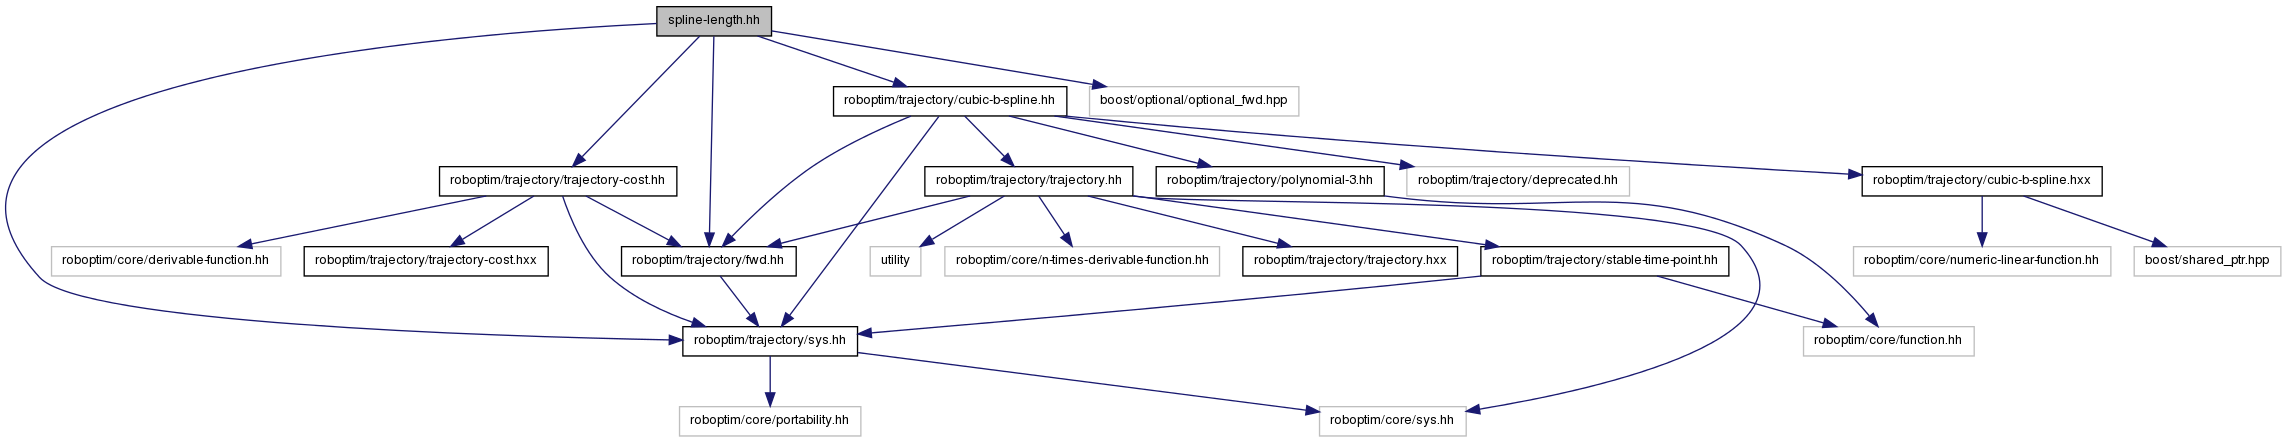 spline-length.hh
roboptim/trajectory/cubic-b-spline.hh
boost/optional/optional_fwd.hpp
roboptim/trajectory/trajectory-cost.hh
roboptim/trajectory/trajectory.hh
roboptim/trajectory/polynomial-3.hh
roboptim/trajectory/deprecated.hh
roboptim/trajectory/cubic-b-spline.hxx
roboptim/core/derivable-function.hh
roboptim/trajectory/trajectory-cost.hxx
roboptim/trajectory/fwd.hh
utility
roboptim/core/n-times-derivable-function.hh
roboptim/trajectory/trajectory.hxx
roboptim/trajectory/stable-time-point.hh
roboptim/core/numeric-linear-function.hh
boost/shared_ptr.hpp
roboptim/trajectory/sys.hh
roboptim/core/function.hh
roboptim/core/portability.hh
roboptim/core/sys.hh